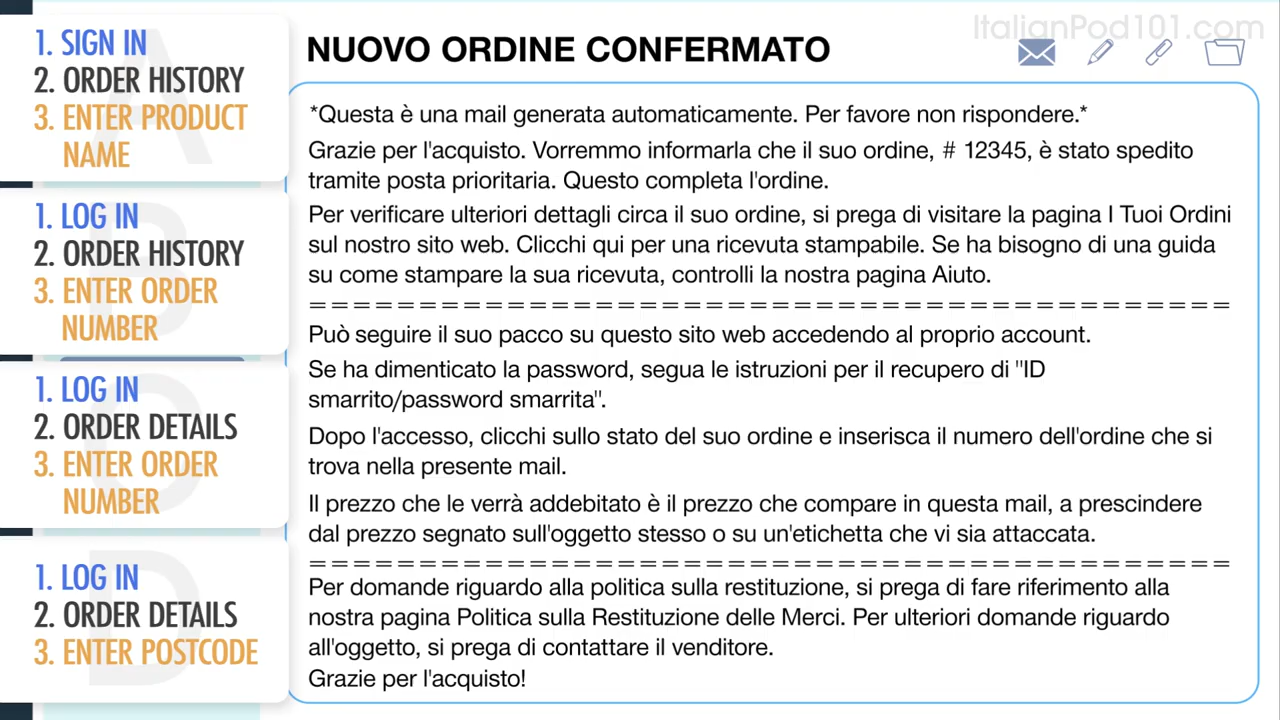 ItalianPod101.com
1. SIGN IN
2. ORDER HISTORY
3. ENTER PRODUCT
NAME
A
1. LOG IN
2. ORDER HISTORY
3. ENTER ORDER
NUMBER
B
1. LOG IN
2. ORDER DETAILS
3. ENTER ORDER
NUMBER
C
1. LOG IN
2. ORDER DETAILS
3. ENTER POSTCODE
D
NUOVO ORDINE CONFERMATO
*Questa è una mail generata automaticamente. Per favore non rispondere.*
Grazie per l'acquisto. Vorremmo informarla che il suo ordine, # 12345, è stato spedito
tramite posta prioritaria. Questo completa l'ordine.
Per verificare ulteriori dettagli circa il suo ordine, si prega di visitare la pagina I Tuoi Ordini
sul nostro sito web. Clicchi qui per una ricevuta stampabile. Se ha bisogno di una guida
su come stampare la sua ricevuta, controlli la nostra pagina Aiuto.
==========================================
Può seguire il suo pacco su questo sito web accedendo al proprio account.
Se ha dimenticato la password, segua le istruzioni per il recupero di "ID
smarrito/password smarrita".
Dopo l'accesso, clicchi sullo stato del suo ordine e inserisca il numero dell'ordine che si
trova nella presente mail.
Il prezzo che le verrà addebitato è il prezzo che compare in questa mail, a prescindere
dal prezzo segnato sull'oggetto stesso o su un'etichetta che vi sia attaccata.
==========================================
Per domande riguardo alla politica sulla restituzione, si prega di fare riferimento alla
nostra pagina Politica sulla Restituzione delle Merci. Per ulteriori domande riguardo
all'oggetto, si prega di contattare il venditore.
Grazie per l'acquisto!